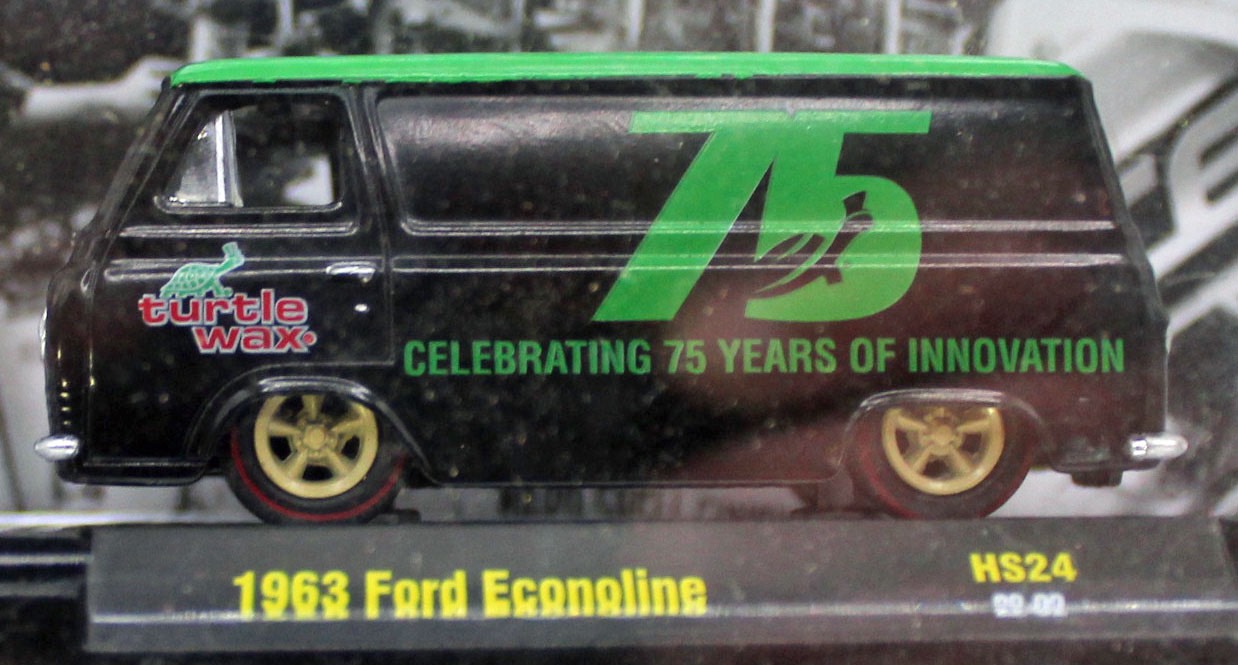 75
turtle
wax
CELEBRATING 75 YEARS OF INNOVATION
1963 Ford Econoline
HS24